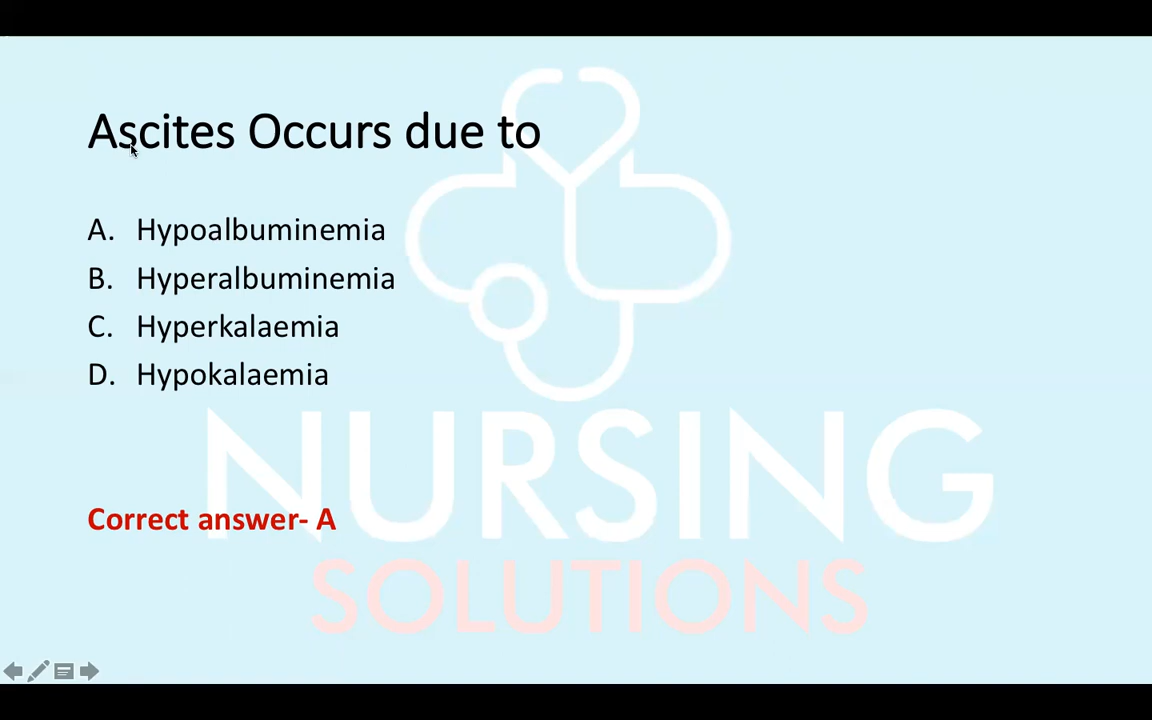 Ascites Occurs due to
A. Hypoalbuminemia
B. Hyperalbuminemia
C. Hyperkalaemia
D. Hypokalaemia
Correct answer- A
NURSING
SOLUTIONS